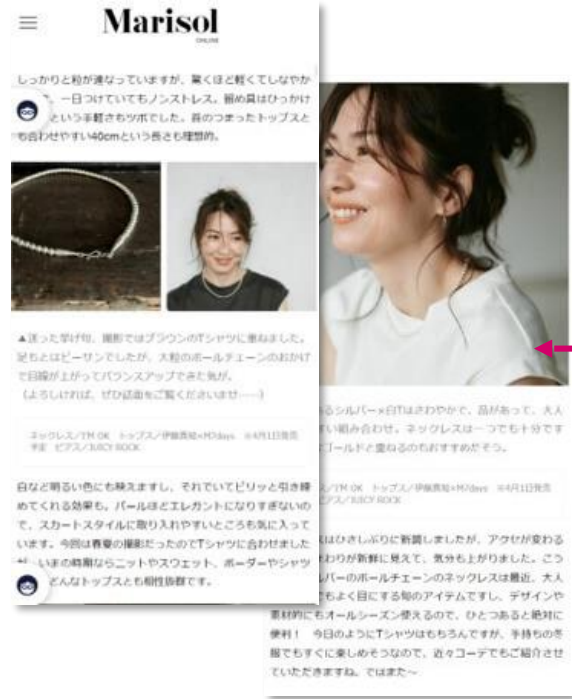 Marisol
ONLINE
しっかりと粒が連なっていますが、驚くほど軽くてしなやか
、一日つけていてもノンストレス。留め具はひっかけ
という手軽さもツボでした。首のつまったトップスと
も合わせやすい40cmという長さも理想的。
▲迷った挙げ句、撮影ではブラウンのTシャツに重ねました。
足もとはビーサンでしたが、大粒のボールチェーンのおかげ
で目線が上がってバランスアップできた気が。
(よろしければ、ぜひ誌面をご覧くださいませ……)
ネックレス/I'M OK トップス/伊藤真知×M7days ※4月1日発売
予定 ピアス/JUICY ROCK
白など明るい色にも映えますし、それでいてピリッと引き締
めてくれる効果も。パールほどエレガントになりすぎないの
で、スカートスタイルに取り入れやすいところも気に入って
います。今回は春夏の撮影だったのでTシャツに合わせました
が、いまの時期ならニットやスウェット、ボーダーやシャツ
どんなトップスとも相性抜群です。
るシルバー×白Tはさわやかで、品があって、大人
すい組み合わせ。ネックレスは一つでも十分です
ゴールドと重ねるのもおすすめだそう。
/I'M OK トップス/伊藤真知×M7days ※4月1日発売
ピアス/JUICY ROCK
はひさしぶりに新調しましたが、アクセが変わる
まわりが新鮮に見えて、気分も上がりました。こう
ルバーのボールチェーンのネックレスは最近、大人
でもよく目にする旬のアイテムですし、デザインや
素材的にもオールシーズン使えるので、ひとつあると絶対に
便利! 今日のようにTシャツはもちろんですが、手持ちの冬
服でもすぐに楽しめそうなので、近々コーデでもご紹介させ
ていただきますね。ではまた～